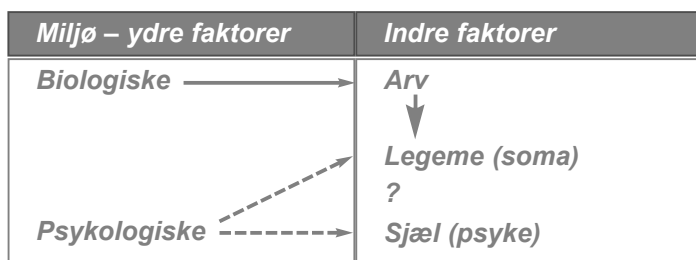 Miljø – ydre faktorer Indre faktorer
Biologiske Arv
Legeme (soma)
?
Psykologiske Sjæl (psyke)